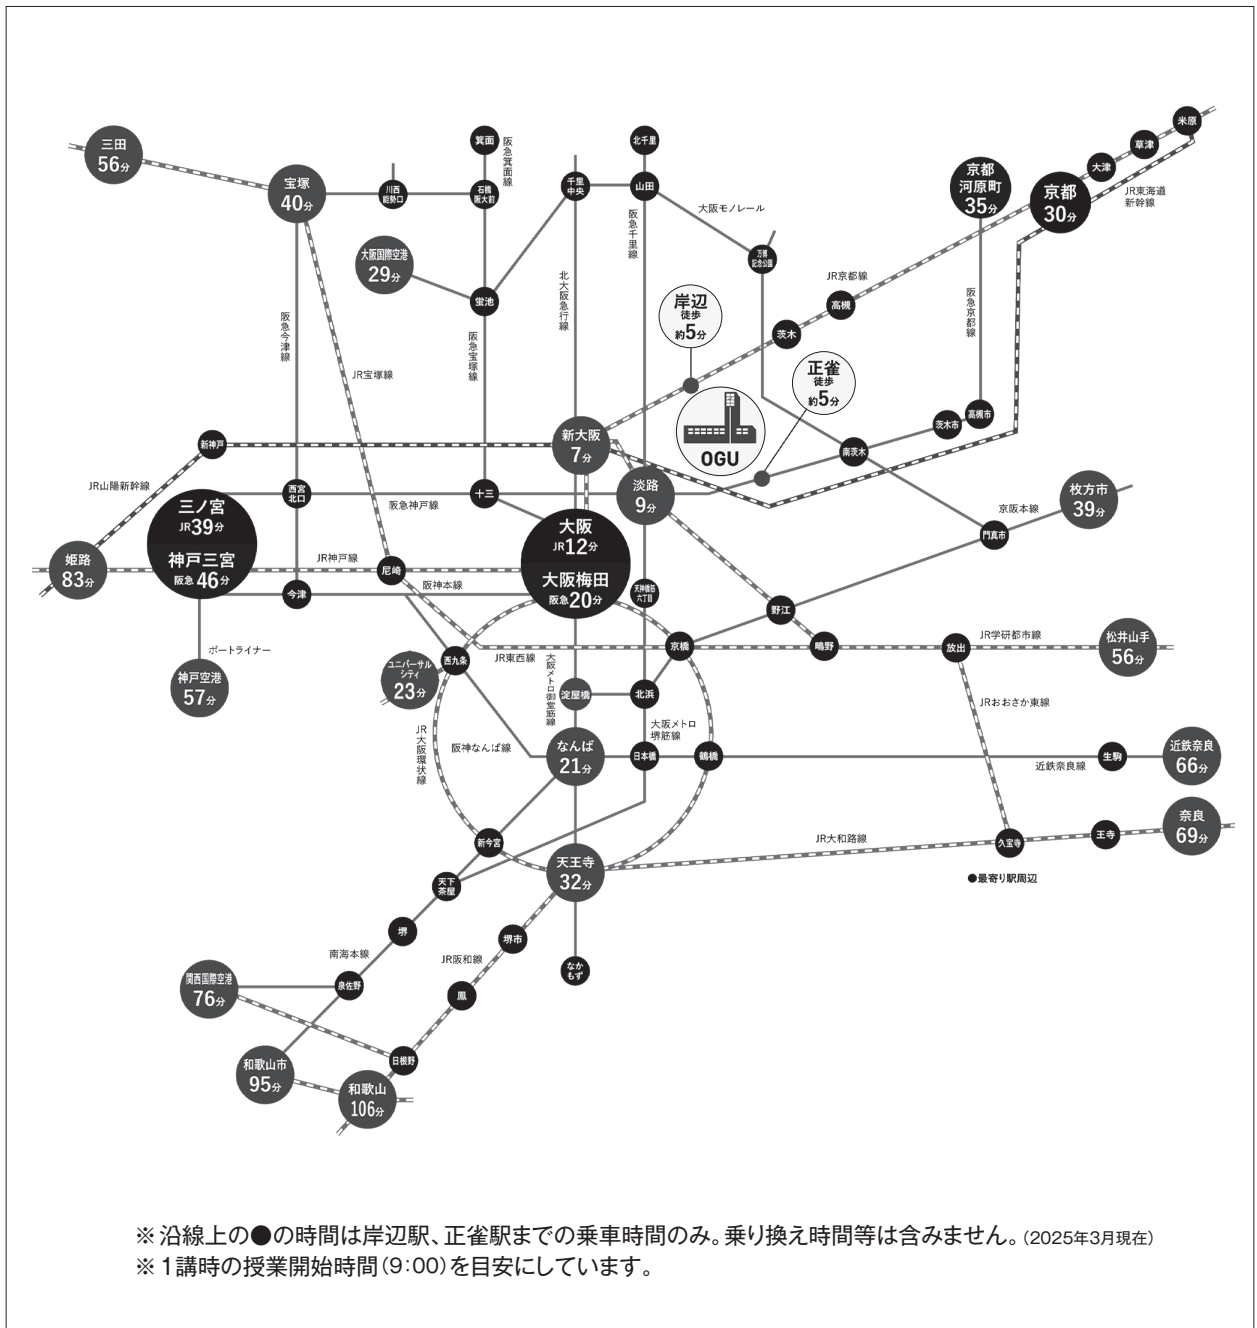 三田
56分
宝塚
40分
川西
能勢口
箕面
阪急箕面線
石橋
阪大前
千里
中央
北千里
山田
大阪モノレール
万博
記念公園
京都
河原町
35分
京都
30分
大津
草津
米原
JR東海道
新幹線
大阪国際空港
29分
蛍池
北大阪急行線
阪急千里線
JR京都線
高槻
茨木
岸辺
徒歩
約5分
阪急京都線
阪急今津線
JR宝塚線
阪急宝塚線
正雀
徒歩
約5分
OGU
新大阪
7分
茨木市
高槻市
南茨木
新神戸
JR山陽新幹線
西宮
北口
阪急神戸線
十三
淡路
9分
京阪本線
枚方市
39分
門真市
三ノ宮
JR39分
神戸三宮
阪急46分
姫路
83分
JR神戸線
尼崎
阪神本線
今津
大阪
JR12分
大阪梅田
阪急20分
天神橋筋
六丁目
野江
京橋
鴫野
放出
JR学研都市線
松井山手
56分
ポートライナー
神戸空港
57分
ユニバーサル
シティ
23分
西九条
JR東西線
大阪メトロ御堂筋線
淀屋橋
北浜
大阪メトロ
堺筋線
JRおおさか東線
JR大阪環状線
阪神なんば線
なんば
21分
日本橋
鶴橋
近鉄奈良線
生駒
近鉄奈良
66分
新今宮
天王寺
32分
JR大和路線
久宝寺
王寺
奈良
69分
●最寄り駅周辺
天下
茶屋
堺
南海本線
JR阪和線
堺市
なか
もず
関西国際空港
76分
泉佐野
鳳
日根野
和歌山市
95分
和歌山
106分
※ 沿線上の●の時間は岸辺駅、正雀駅までの乗車時間のみ。乗り換え時間等は含みません。(2025年3月現在)
※ 1講時の授業開始時間(9:00)を目安にしています。